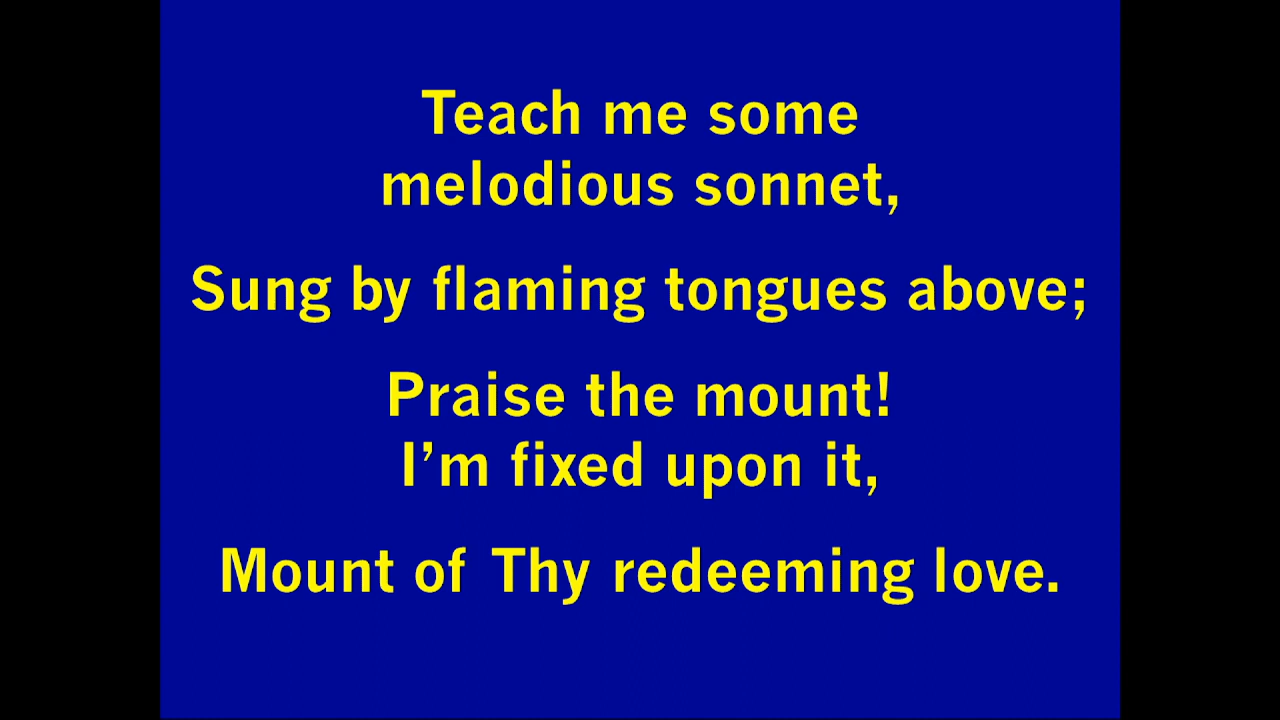 Teach me some
melodious sonnet,
Sung by flaming tongues above;
Praise the mount!
I’m fixed upon it,
Mount of Thy redeeming love.